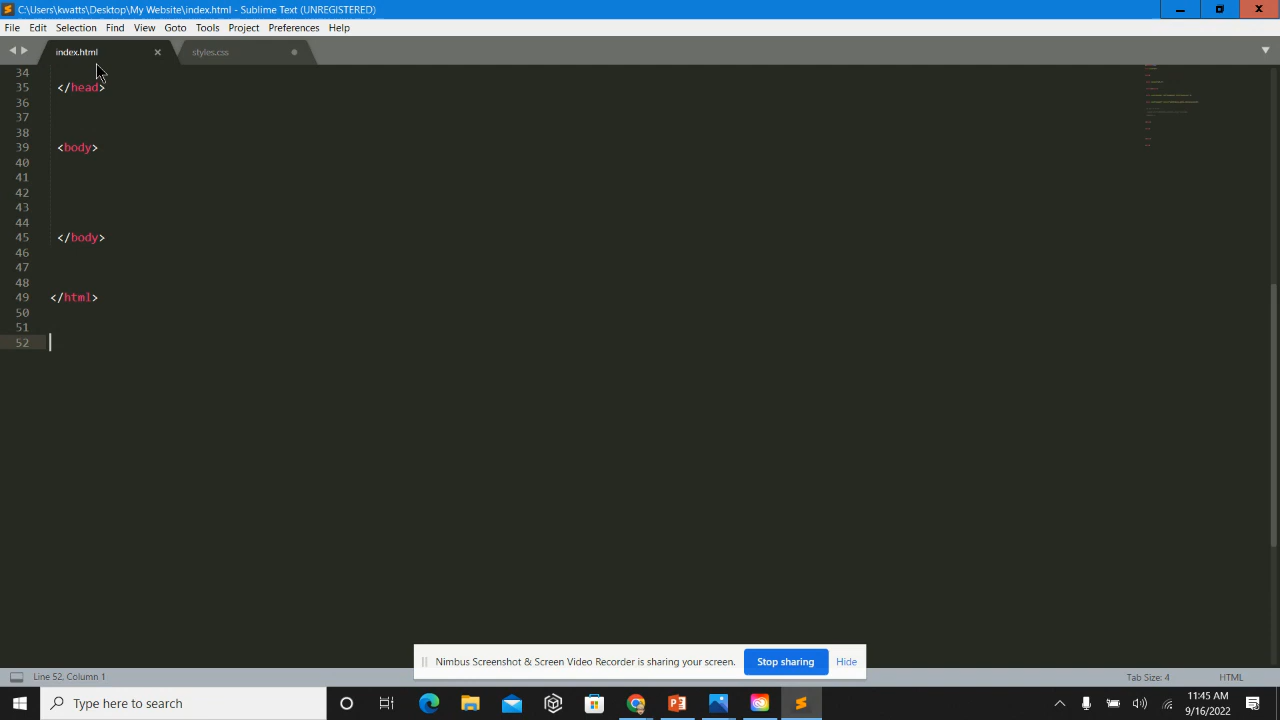 C:\Users\kwatts\Desktop\My Website\index.html - Sublime Text (UNREGISTERED)
File Edit Selection Find View Goto Tools Project Preferences Help
index.html styles.css
34
35 </head>
36
37
38
39 <body>
40
41
42
43
44
45 </body>
46
47
48
49 </html>
50
51
52
Nimbus Screenshot & Screen Video Recorder is sharing your screen. Stop sharing Hide
Line 52, Column 1 Tab Size: 4 HTML
Type here to search 11:45 AM
9/16/2022